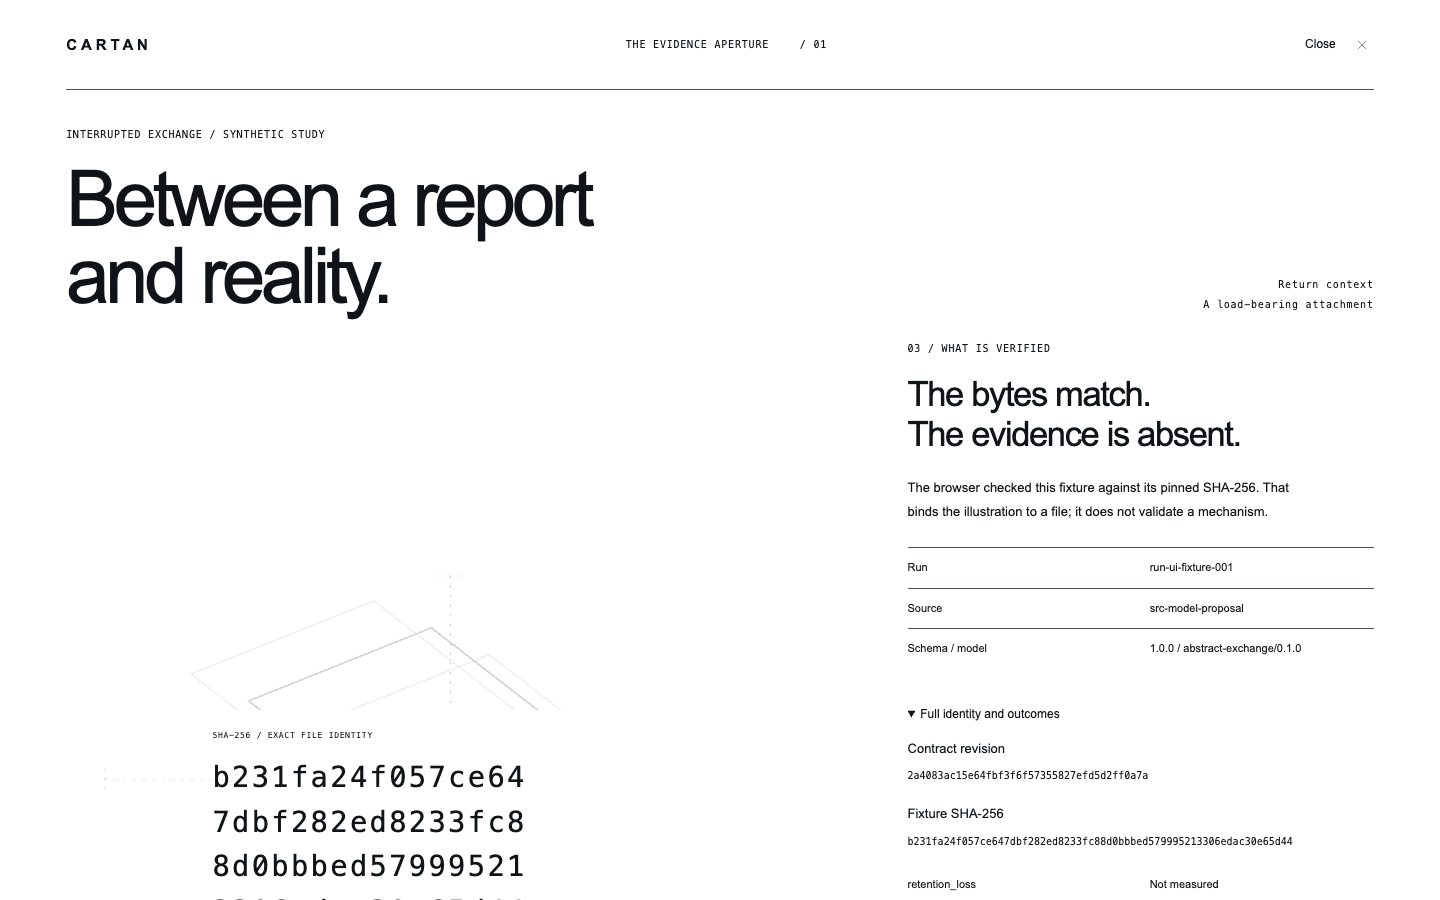 CARTAN
THE EVIDENCE APERTURE / 01
Close
INTERRUPTED EXCHANGE / SYNTHETIC STUDY
Between a report
and reality.
Return context
A load-bearing attachment
03 / WHAT IS VERIFIED
The bytes match.
The evidence is absent.
The browser checked this fixture against its pinned SHA-256. That
binds the illustration to a file; it does not validate a mechanism.
Run run-ui-fixture-001
Source src-model-proposal
Schema / model 1.0.0 / abstract-exchange/0.1.0
▼ Full identity and outcomes
Contract revision
2a4083ac15e64fbf3f6f57355827efd5d2ff0a7a
Fixture SHA-256
b231fa24f057ce647dbf282ed8233fc88d0bbbed579995213306edac30e65d44
retention_loss Not measured
SHA-256 / EXACT FILE IDENTITY
b231fa24f057ce64
7dbf282ed8233fc8
8d0bbbed57999521